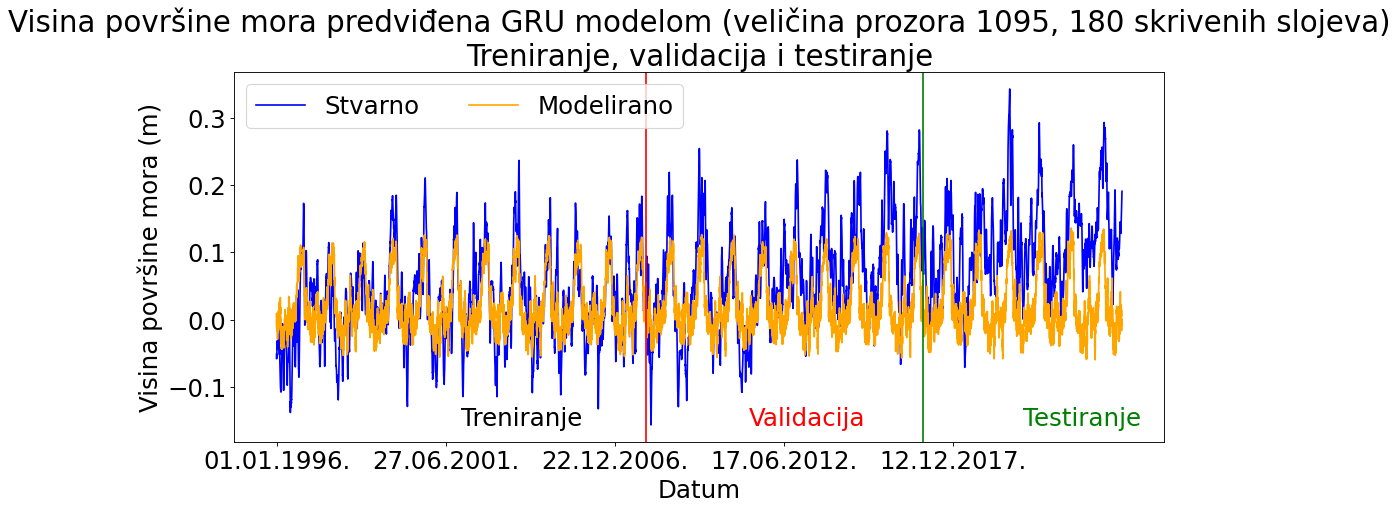 Visina površine mora predviđena GRU modelom (veličina prozora 1095, 180 skrivenih slojeva)
Treniranje, validacija i testiranje
Stvarno
Modelirano
Visina površine mora (m)
0.3
0.2
0.1
0.0
−0.1
Treniranje
Validacija
Testiranje
01.01.1996.
27.06.2001.
22.12.2006.
17.06.2012.
12.12.2017.
Datum